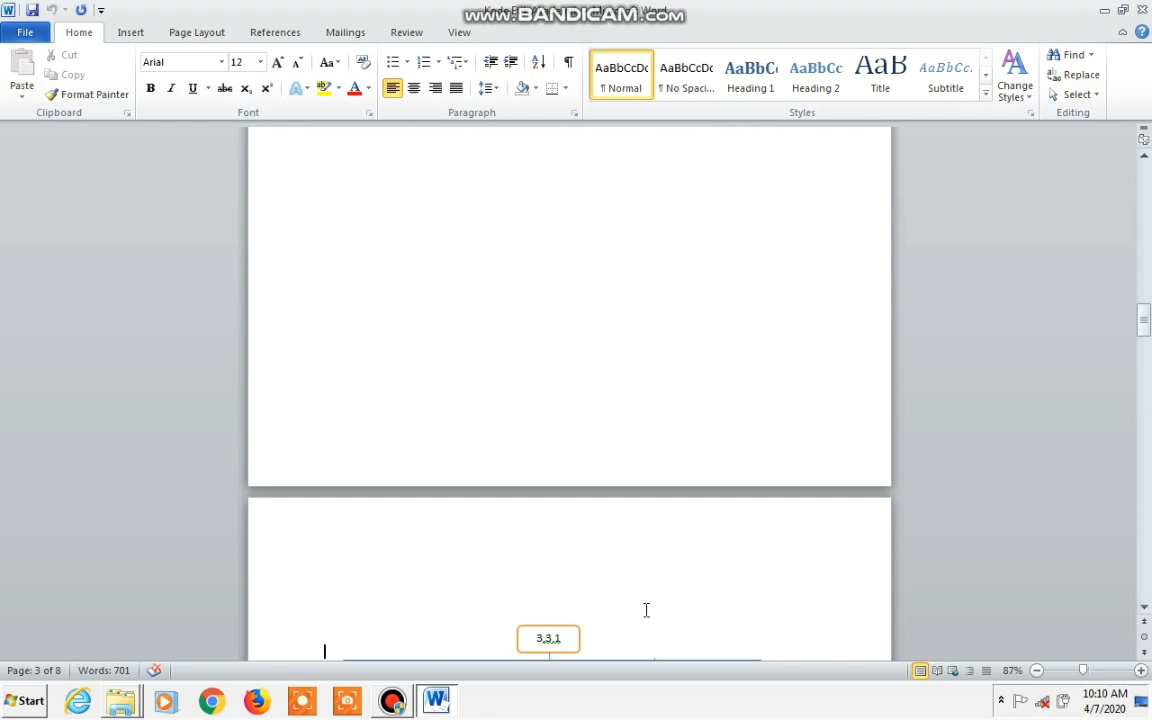 WWW.BANDICAM.COM
File Home Insert Page Layout References Mailings Review View
Paste
Cut
Copy
Format Painter
Clipboard
Arial 12
Font
Paragraph
AaBbCcDc AaBbCcDc AaBbC AaBbCc AaB AaBbCc.
¶ Normal ¶ No Spaci... Heading 1 Heading 2 Title Subtitle
Change Styles
Styles
Find
Replace
Select
Editing
3,3,1
Page: 3 of 8 Words: 701 87%
Start 10:10 AM
4/7/2020